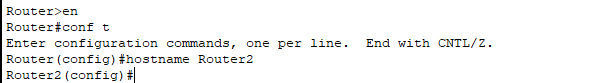 Router>en
Router#conf t
Enter configuration commands, one per line.  End with CNTL/Z.
Router(config)#hostname Router2
Router2(config)#